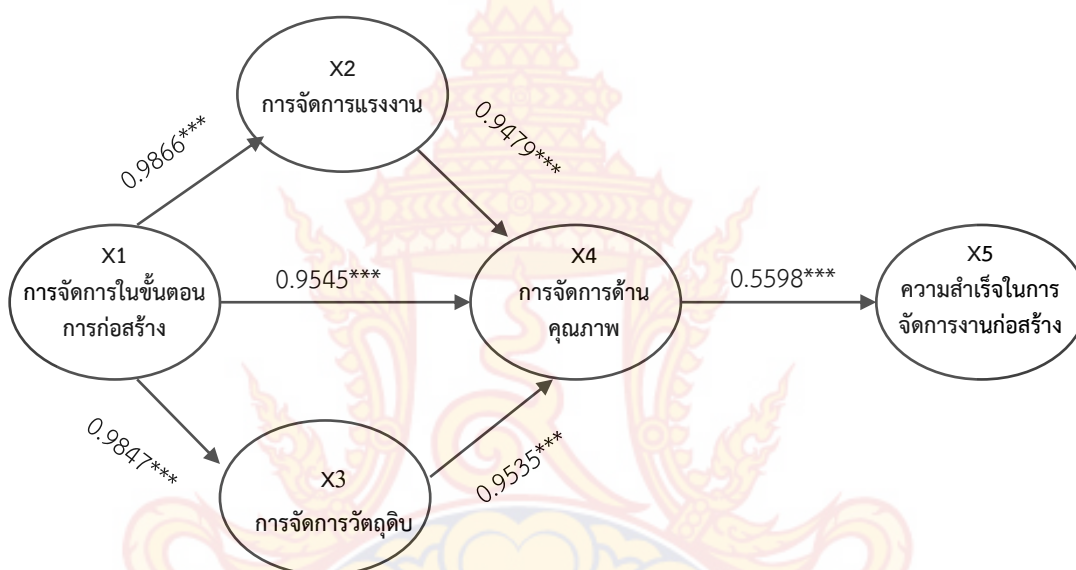 X2
การจัดการแรงงาน
0.9866***
0.9479***
X1
การจัดการในขั้นตอน
การก่อสร้าง
0.9545***
X4
การจัดการด้าน
คุณภาพ
0.5598***
X5
ความสำเร็จในการ
จัดการงานก่อสร้าง
0.9847***
X3
การจัดการวัตถุดิบ
0.9535***